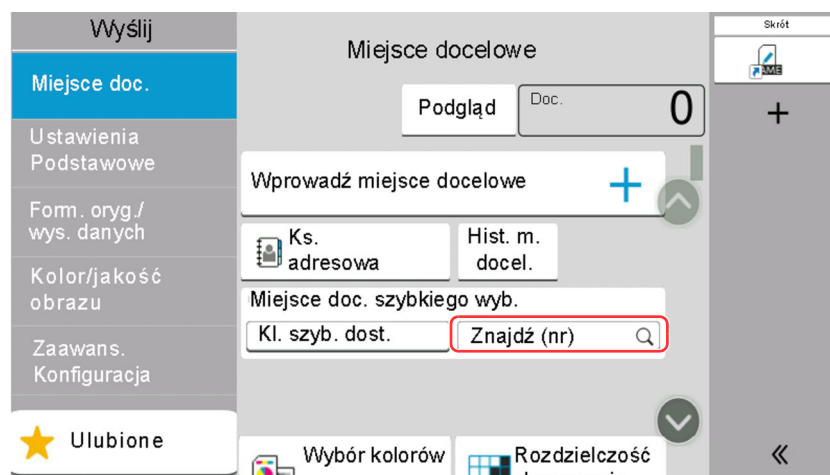 Wyślij
Miejsce doc.
Ustawienia
Podstawowe
Form. oryg./
wys. danych
Kolor/jakość
obrazu
Zaawans.
Konfiguracja
Ulubione
Miejsce docelowe
Podgląd
Doc.
0
Wprowadź miejsce docelowe
Ks.
adresowa
Hist. m.
docel.
Miejsce doc. szybkiego wyb.
Kl. szyb. dost.
Znajdź (nr)
Wybór kolorów
Rozdzielczość
Skrót